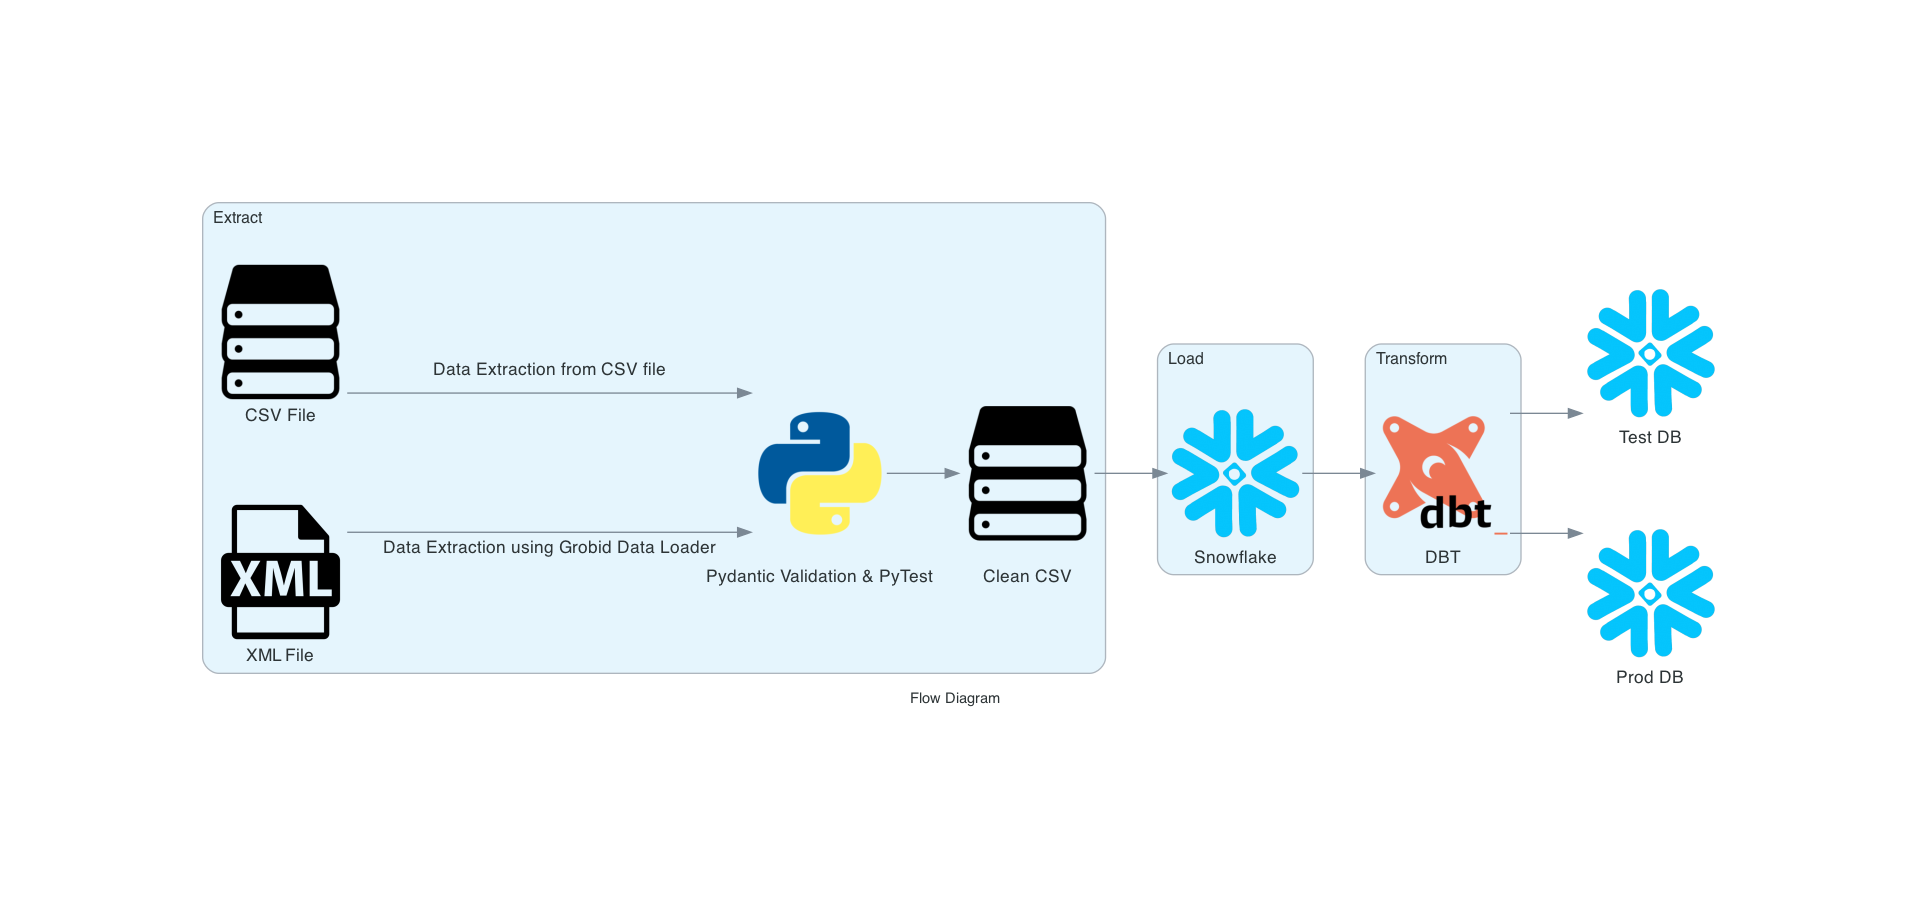 Extract
CSV File
Data Extraction from CSV file
XML
XML File
Data Extraction using Grobid Data Loader
Pydantic Validation & PyTest
Clean CSV
Load
Snowflake
Transform
dbt
DBT
Test DB
Prod DB
Flow Diagram